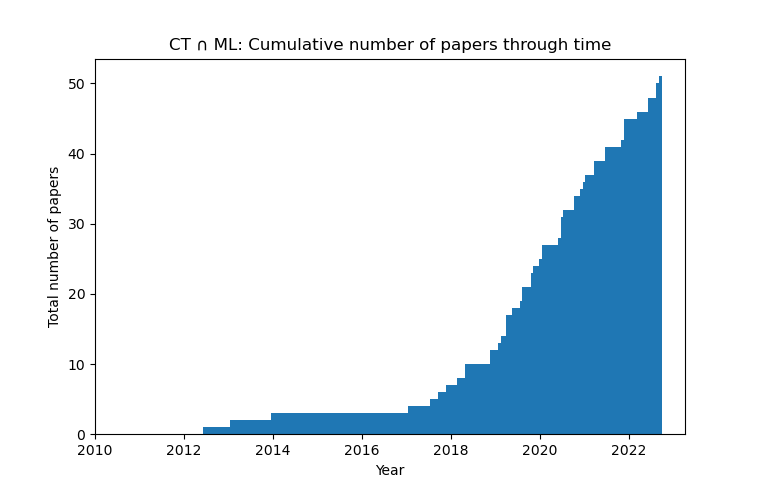 CT ∩ ML: Cumulative number of papers through time
Total number of papers
50
40
30
20
10
0
2010 2012 2014 2016 2018 2020 2022
Year